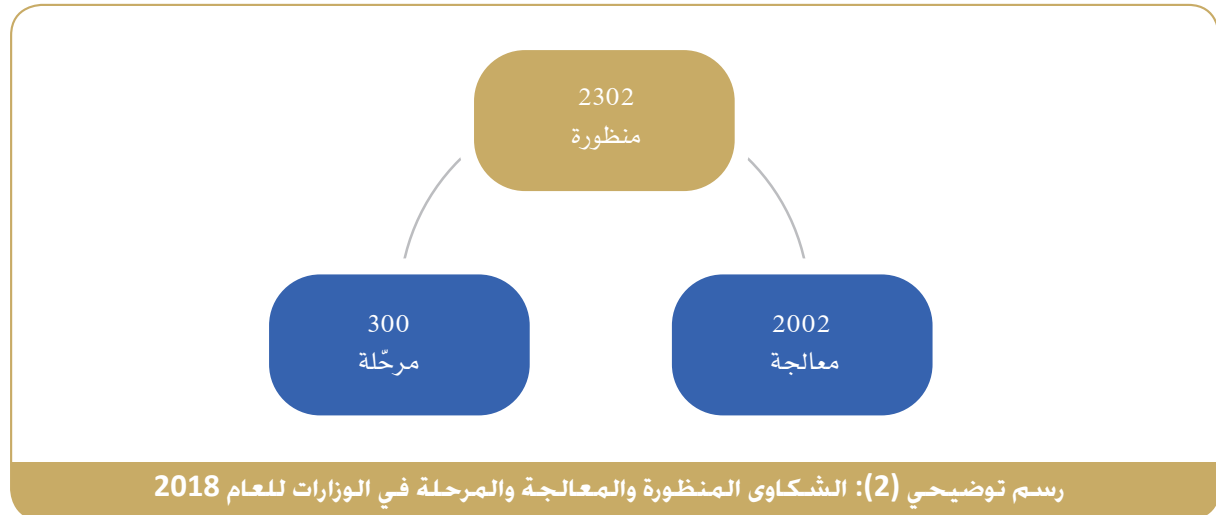 2302
منظورة
2002
معالجة
300
مرحّلة
رسم توضيحي (2): الشكاوى المنظورة والمعالجة والمرحلة في الوزارات للعام 2018